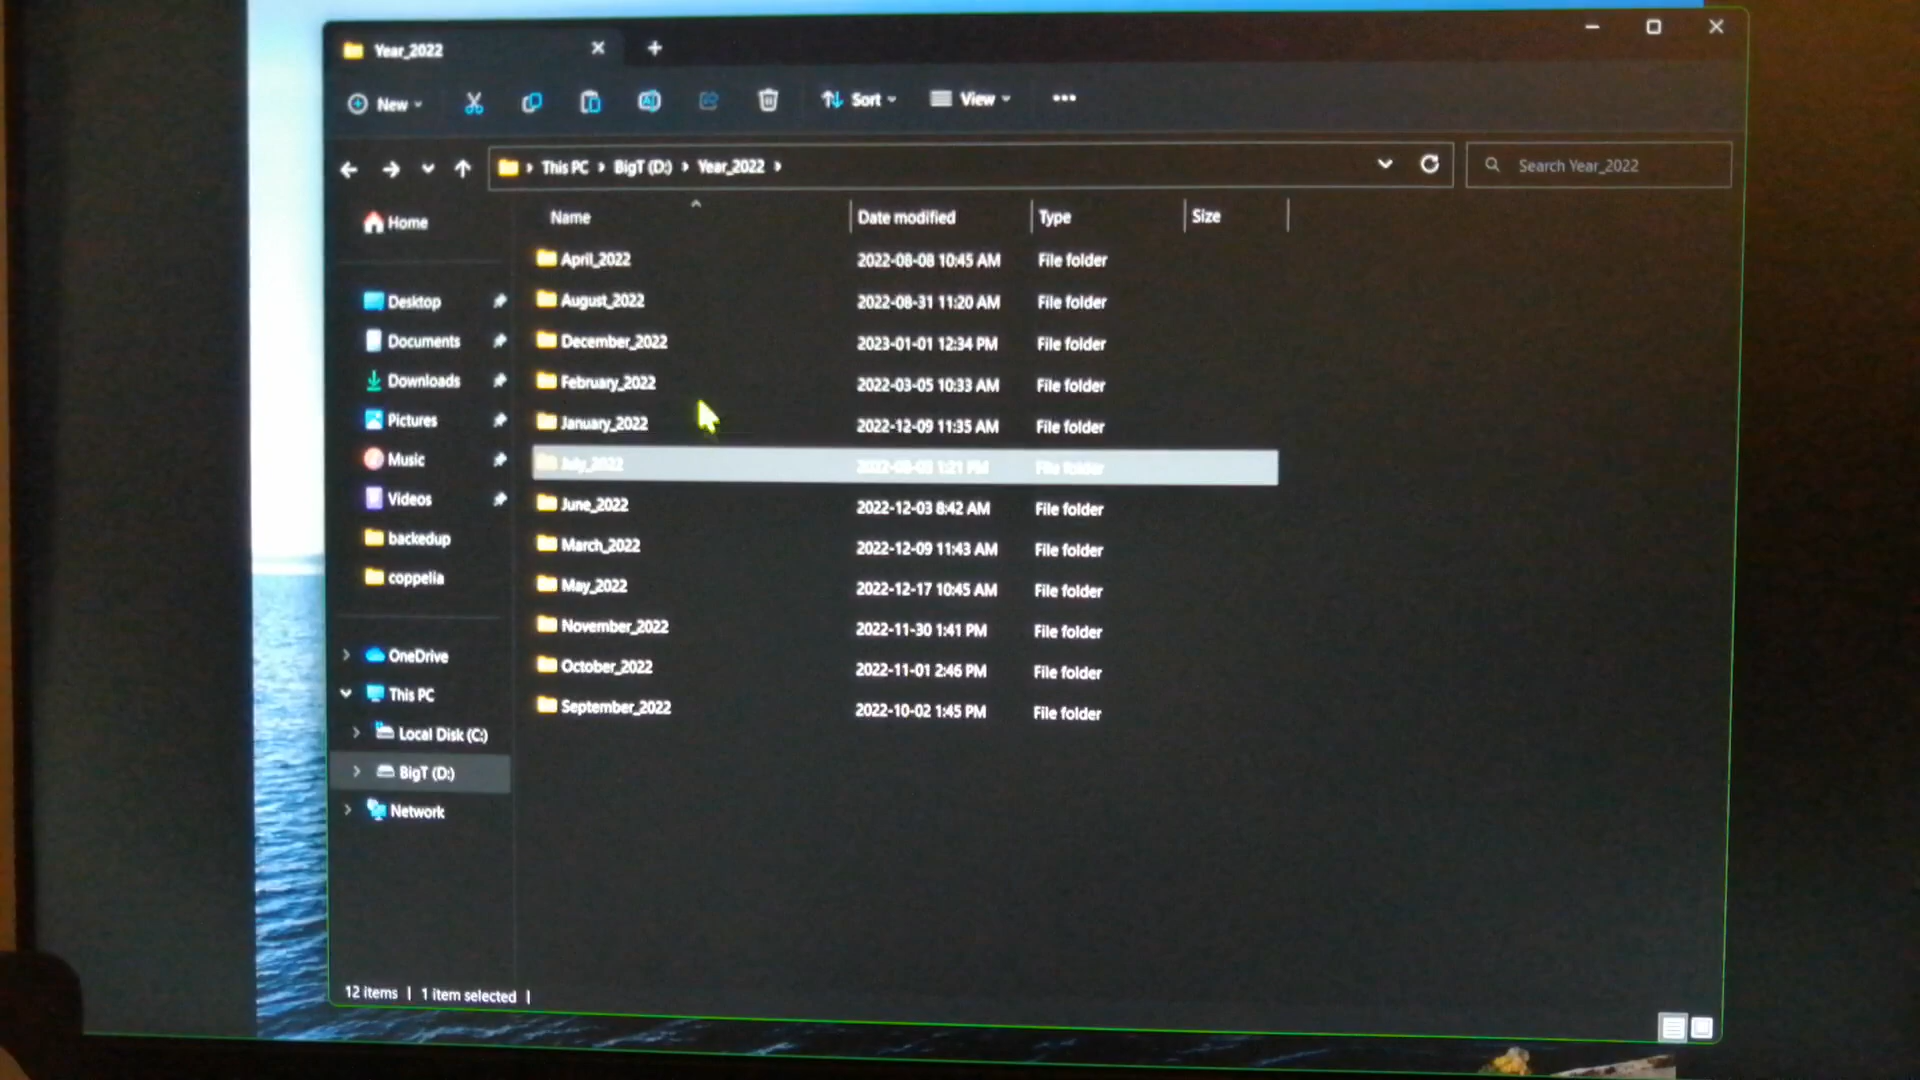 Year_2022
New Sort View
This PC BigT (D:) Year_2022 Search Year_2022
Name Date modified Type Size
Home
April_2022 2022-08-08 10:45 AM File folder
Desktop August_2022 2022-08-31 11:20 AM File folder
Documents December_2022 2023-01-01 12:34 PM File folder
Downloads February_2022 2022-03-05 10:33 AM File folder
Pictures January_2022 2022-12-09 11:35 AM File folder
Music July_2022 1:21 PM File folder
Videos June_2022 2022-12-03 8:42 AM File folder
backedup March_2022 2022-12-09 11:43 AM File folder
coppelia May_2022 2022-12-17 10:45 AM File folder
November_2022 2022-11-30 1:41 PM File folder
OneDrive October_2022 2022-11-01 2:46 PM File folder
This PC September_2022 2022-10-02 1:45 PM File folder
Local Disk (C:)
BigT (D:)
Network
12 items | 1 item selected |